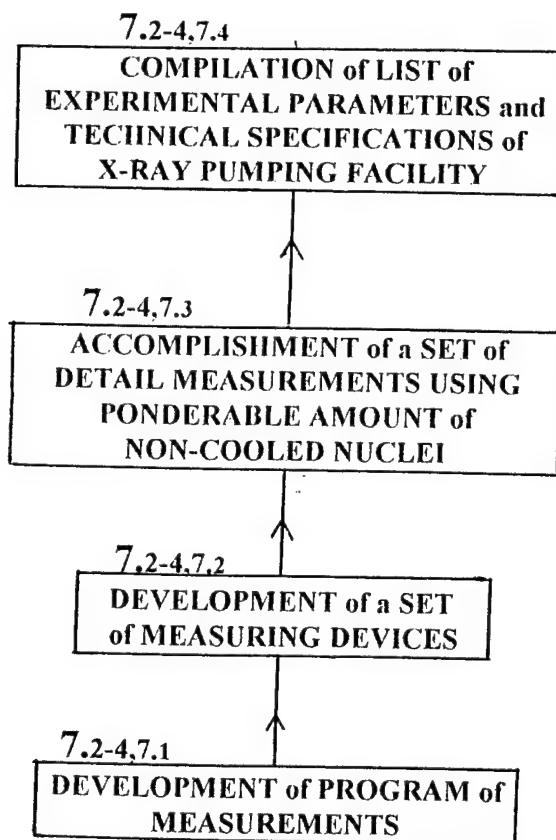 7.2-4,7.4
COMPILATION of LIST of
EXPERIMENTAL PARAMETERS and
TECHNICAL SPECIFICATIONS of
X-RAY PUMPING FACILITY
7.2-4,7.3
ACCOMPLISHMENT of a SET of
DETAIL MEASUREMENTS USING
PONDERABLE AMOUNT of
NON-COOLED NUCLEI
7.2-4,7.2
DEVELOPMENT of a SET
of MEASURING DEVICES
7.2-4,7.1
DEVELOPMENT of PROGRAM of
MEASUREMENTS